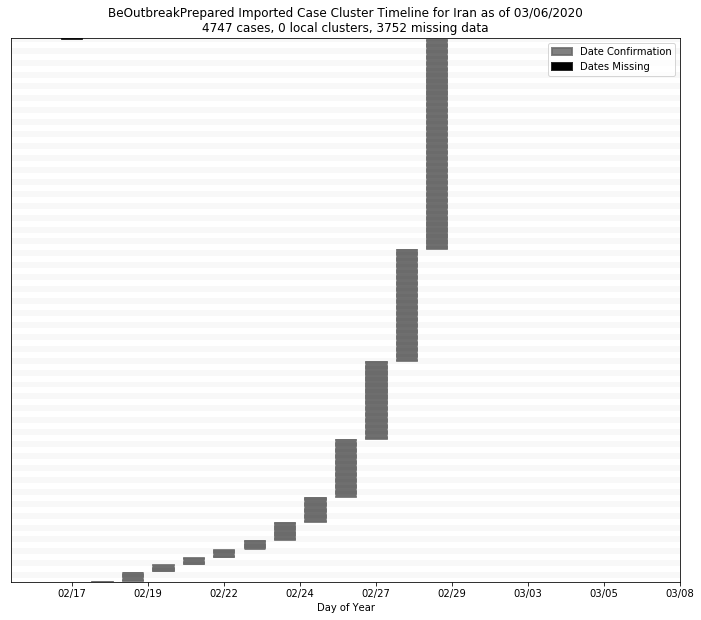 BeOutbreakPrepared Imported Case Cluster Timeline for Iran as of 03/06/2020
4747 cases, 0 local clusters, 3752 missing data
Date Confirmation
Dates Missing
02/17 02/19 02/22 02/24 02/27 02/29 03/03 03/05 03/08
Day of Year